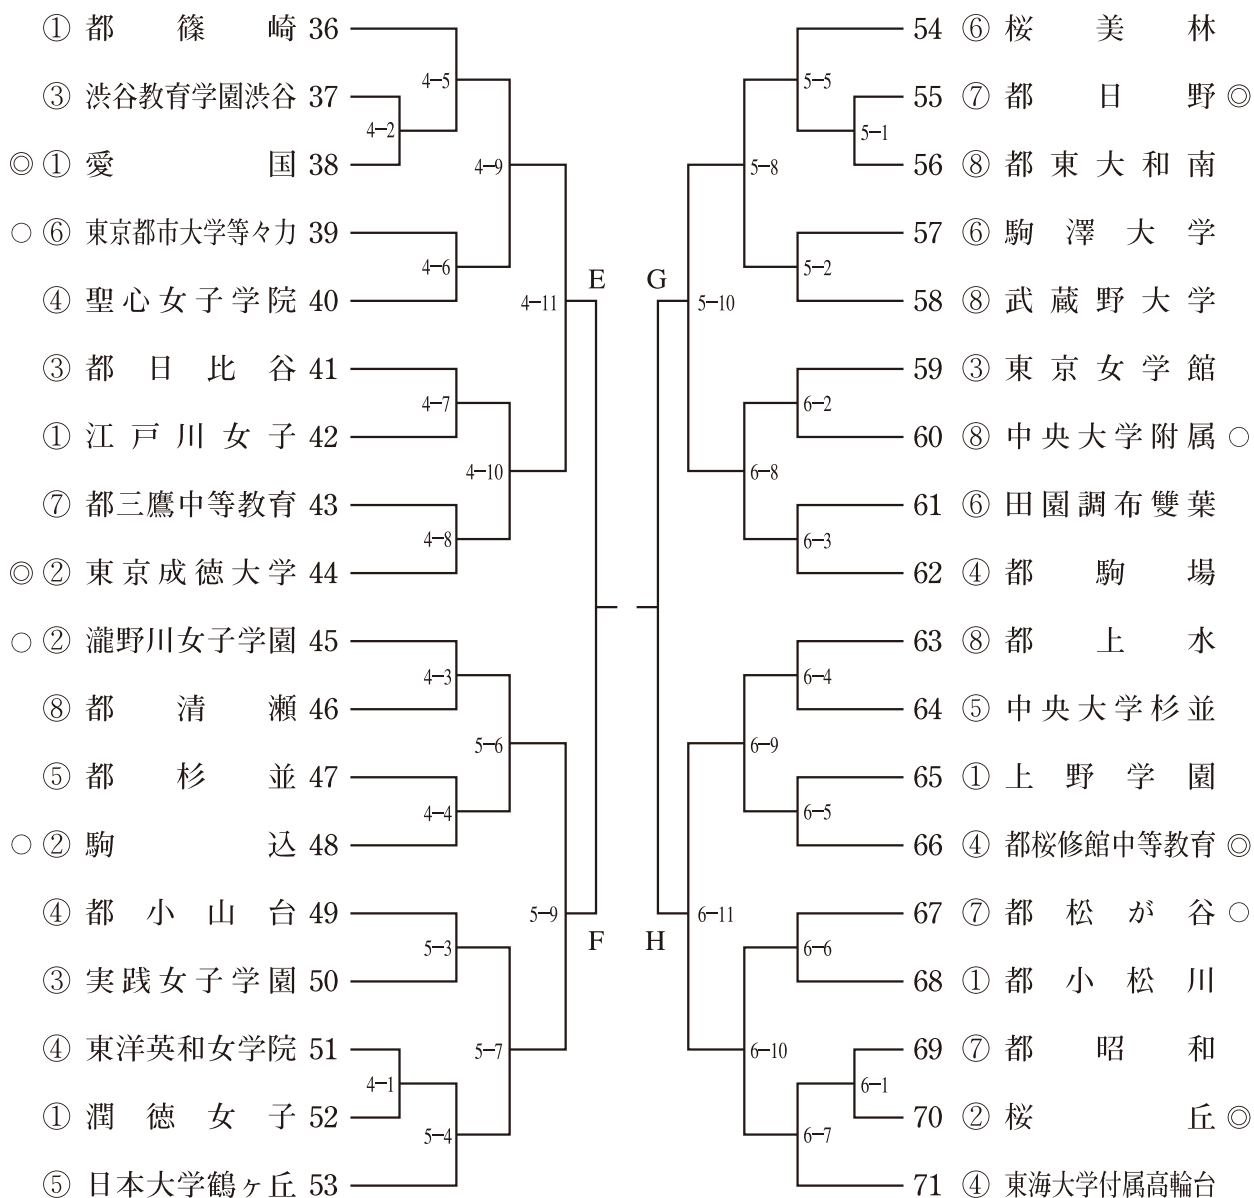 ① 都篠崎 36
4-5
③ 渋谷教育学園渋谷 37
4-2
◎ ① 愛国 38
4-9
○ ⑥ 東京都市大学等々力 39
4-6
④ 聖心女子学院 40
E
4-11
③ 都日比谷 41
4-7
① 江戸川女子 42
4-10
⑦ 都三鷹中等教育 43
4-8
◎ ② 東京成徳大学 44
○ ② 瀧野川女子学園 45
4-3
⑧ 都清瀬 46
5-6
⑤ 都杉並 47
4-4
○ ② 駒込 48
④ 都小山台 49
5-9
F
5-3
③ 実践女子学園 50
④ 東洋英和女学院 51
5-7
4-1
① 潤徳女子 52
5-4
⑤ 日本大学鶴ヶ丘 53
54 ⑥ 桜美林
5-5
55 ⑦ 都日野 ◎
5-1
56 ⑧ 都東大和南
5-8
57 ⑥ 駒澤大学
5-2
58 ⑧ 武蔵野大学
G
5-10
59 ③ 東京女学館
6-2
60 ⑧ 中央大学附属 ○
6-8
61 ⑥ 田園調布雙葉
6-3
62 ④ 都駒場
63 ⑧ 都上水
6-4
64 ⑤ 中央大学杉並
6-9
65 ① 上野学園
6-5
66 ④ 都桜修館中等教育 ◎
67 ⑦ 都松が谷 ○
6-11
H
6-6
68 ① 都小松川
69 ⑦ 都昭和
6-10
6-1
70 ② 桜丘 ◎
6-7
71 ④ 東海大学付属高輪台